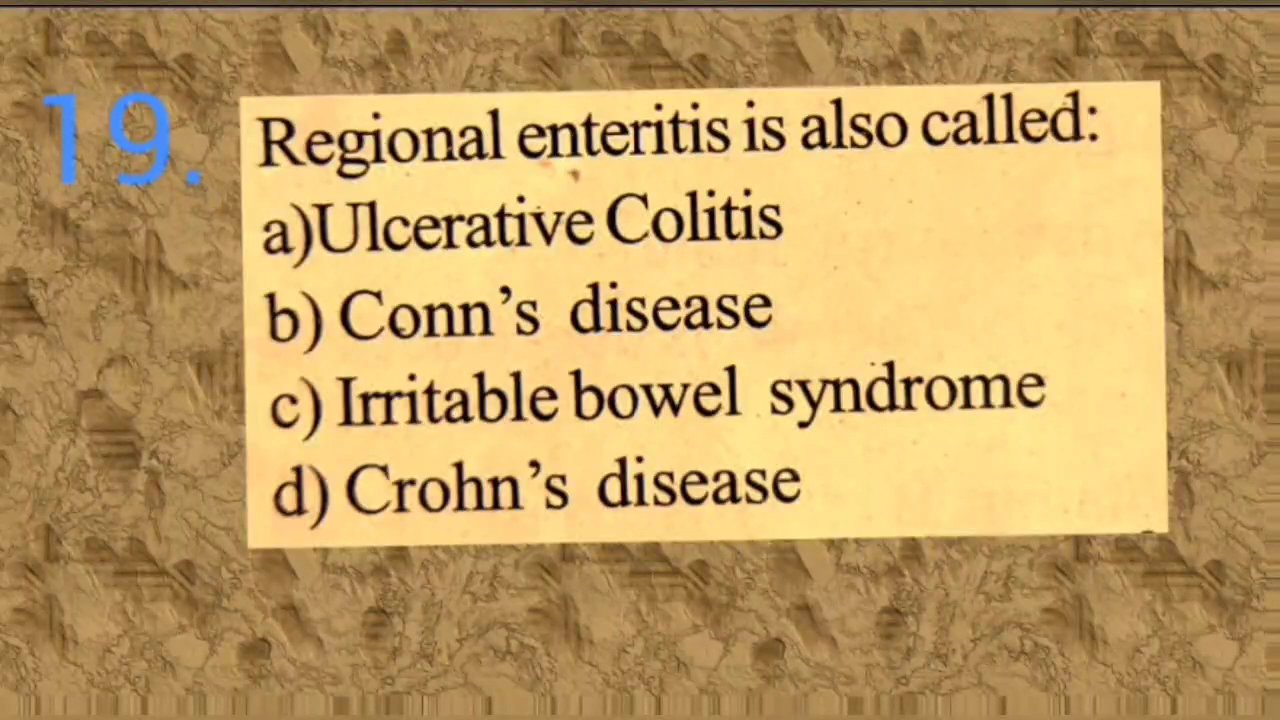 19. Regional enteritis is also called:
a)Ulcerative Colitis
b) Conn’s disease
c) Irritable bowel syndrome
d) Crohn’s disease